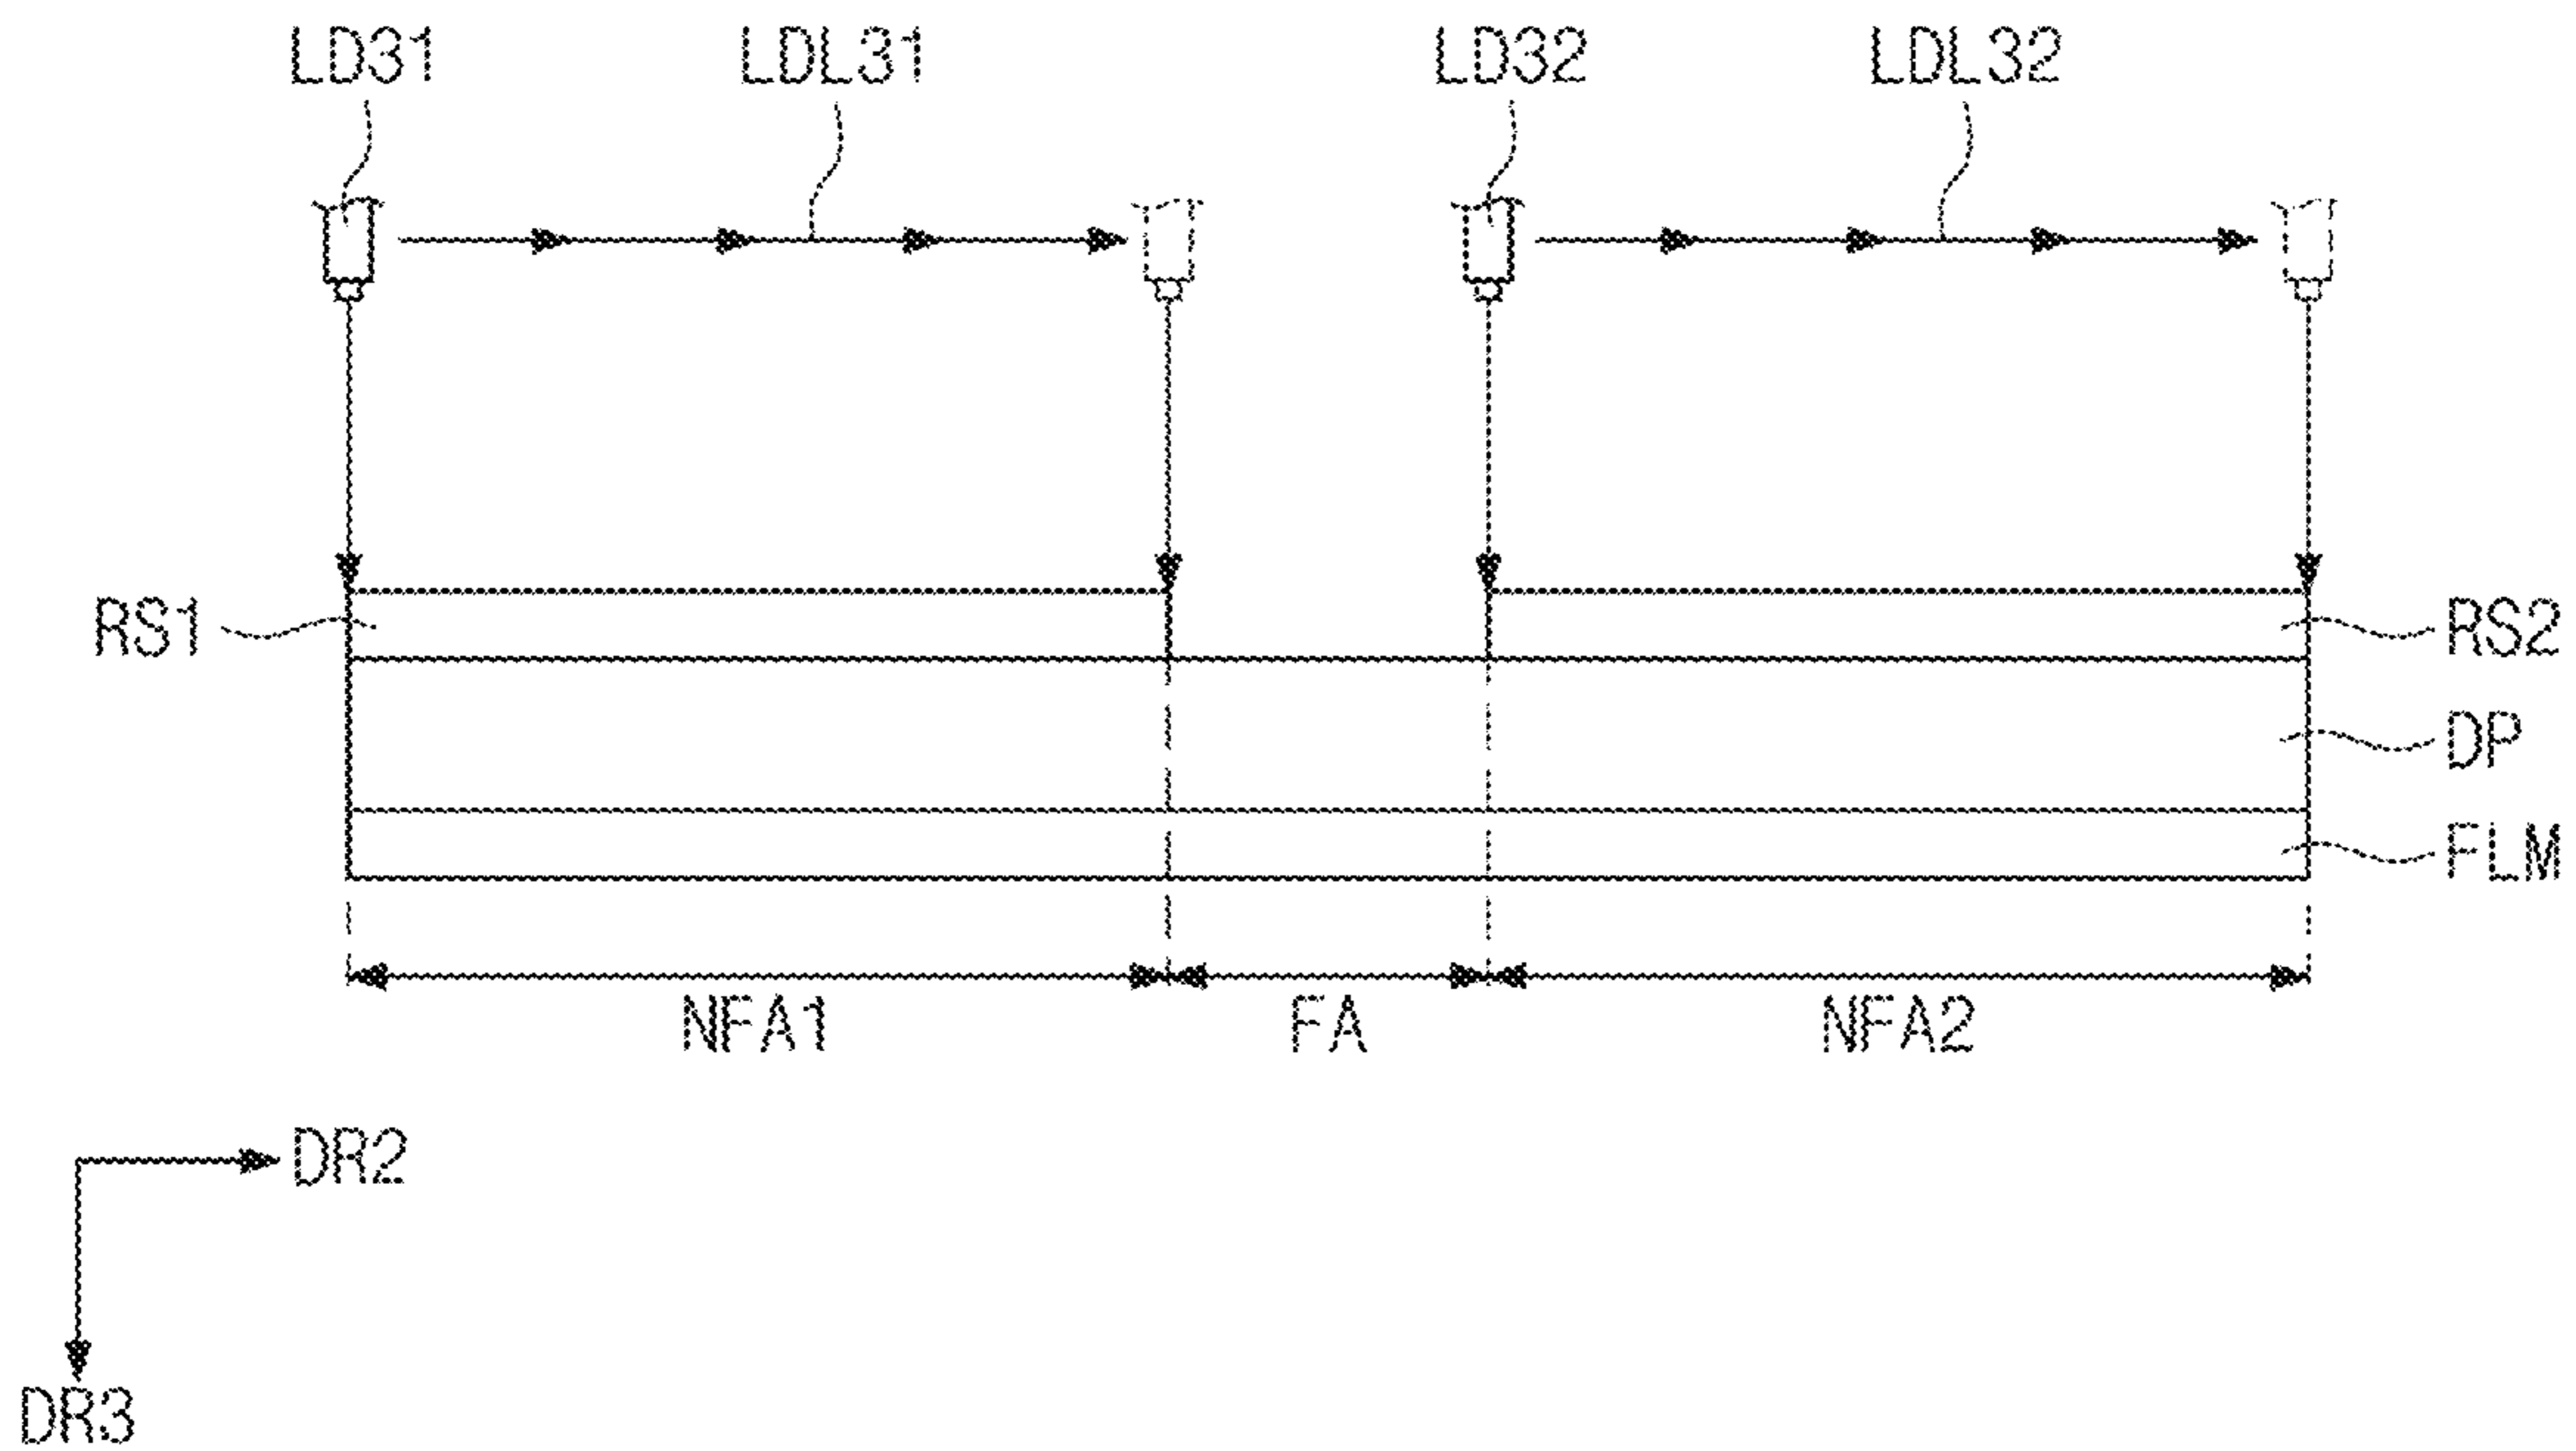 LD31 LDL31 LD32 LDL32
RS1 RS2
DP
FLM
NFA1 FA NFA2
DR2
DR3